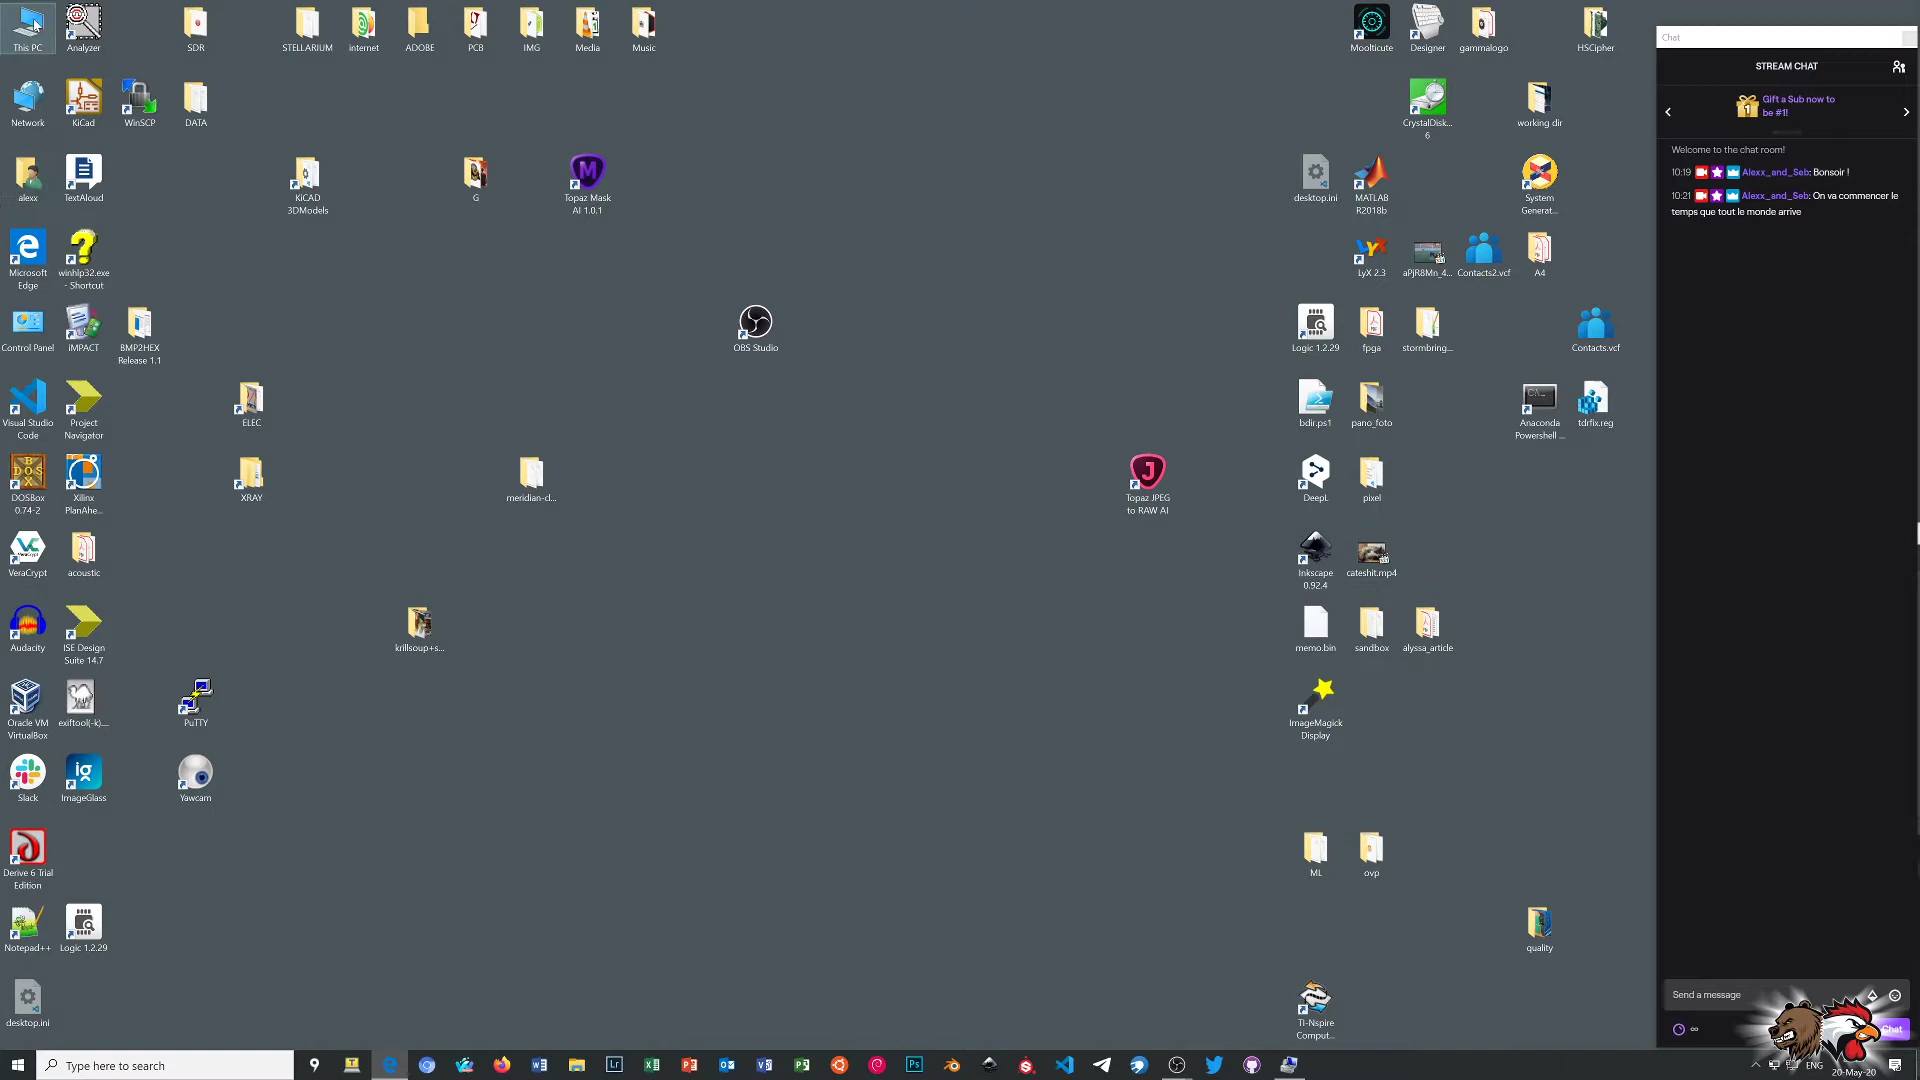 This PC
Analyzer
SDR
STELLARIUM
internet
ADOBE
PCB
IMG
Media
Music
Moolticute
Designer
gammalogo
HSCipher
Network
KiCad
WinSCP
DATA
CrystalDisk...
6
working dir
alexx
TextAloud
KiCAD
3DModels
G
Topaz Mask
AI 1.0.1
desktop.ini
MATLAB
R2018b
System
Generat...
Microsoft
Edge
winhlp32.exe
- Shortcut
LyX 2.3
aPjR8Mn_4...
Contacts2.vcf
A4
Control Panel
iMPACT
BMP2HEX
Release 1.1
OBS Studio
Logic 1.2.29
fpga
stormbring...
Contacts.vcf
Visual Studio
Code
Project
Navigator
ELEC
bdir.ps1
pano_foto
Anaconda
Powershell ...
tdrfix.reg
DOSBox
0.74-2
Xilinx
PlanAhe...
XRAY
meridian-cl...
Topaz JPEG
to RAW AI
DeepL
pixel
VeraCrypt
acoustic
Inkscape
0.92.4
cateshit.mp4
Audacity
ISE Design
Suite 14.7
krillsoup+s...
memo.bin
sandbox
alyssa_article
Oracle VM
VirtualBox
exiftool(-k)....
PuTTY
ImageMagick
Display
Slack
ImageGlass
Yawcam
Derive 6 Trial
Edition
ML
ovp
Notepad++
Logic 1.2.29
quality
desktop.ini
TI-Nspire
Comput...
Chat
STREAM CHAT
1
Gift a Sub now to
be #1!
Welcome to the chat room!
10:19 Alexx_and_Seb: Bonsoir !
10:21 Alexx_and_Seb: On va commencer le
temps que tout le monde arrive
Send a message
Chat
Type here to search
ENG
20-May-20